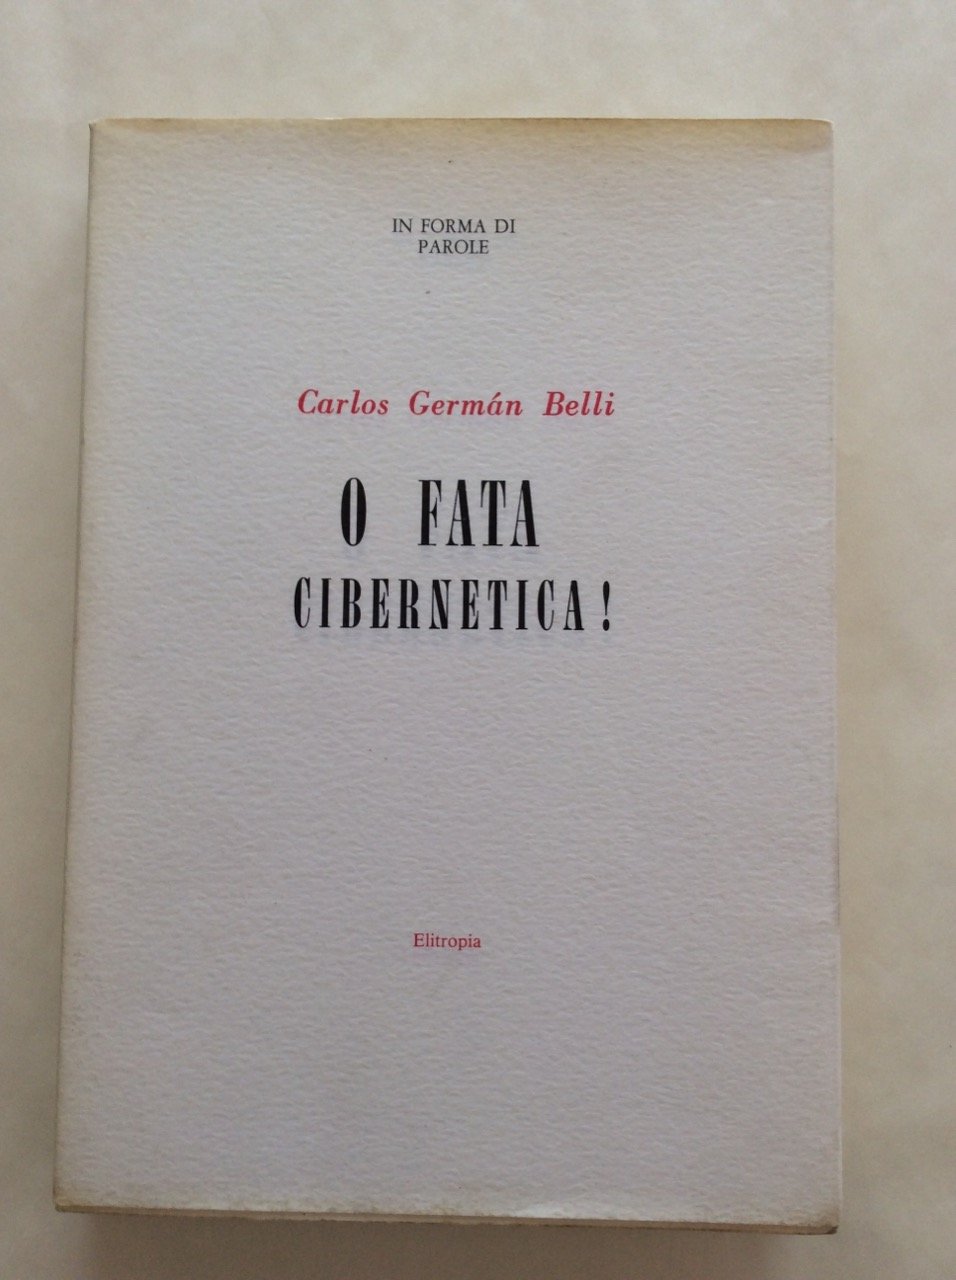 IN FORMA DI
PAROLE
Carlos Germán Belli
O FATA
CIBERNETICA!
Elitropia